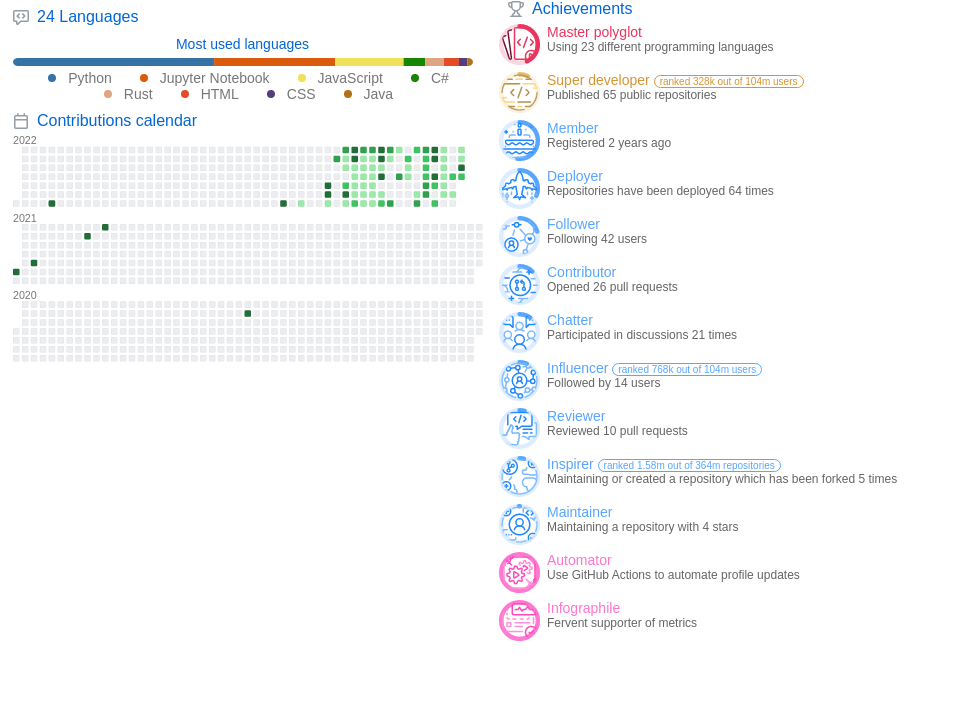 24 Languages
Most used languages
Python Jupyter Notebook JavaScript C#
Rust HTML CSS Java
Contributions calendar
2022
2021
2020
Achievements
Master polyglot
Using 23 different programming languages
Super developer ranked 328k out of 104m users
Published 65 public repositories
Member
Registered 2 years ago
Deployer
Repositories have been deployed 64 times
Follower
Following 42 users
Contributor
Opened 26 pull requests
Chatter
Participated in discussions 21 times
Influencer ranked 768k out of 104m users
Followed by 14 users
Reviewer
Reviewed 10 pull requests
Inspirer ranked 1.58m out of 364m repositories
Maintaining or created a repository which has been forked 5 times
Maintainer
Maintaining a repository with 4 stars
Automator
Use GitHub Actions to automate profile updates
Infographile
Fervent supporter of metrics